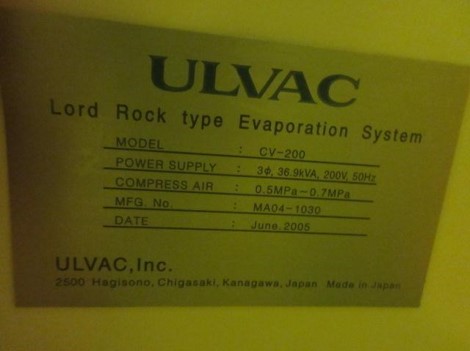 ULVAC
Lord Rock type Evaporation System
MODEL : CV-200
POWER SUPPLY : 3ϕ, 36.9kVA, 200V, 50Hz
COMPRESS AIR : 0.5MPa-0.7MPa
MFG. No. : MA04-1030
DATE : June.2005
ULVAC,Inc.
2500 Hagisono, Chigasaki, Kanagawa, Japan Made in Japan